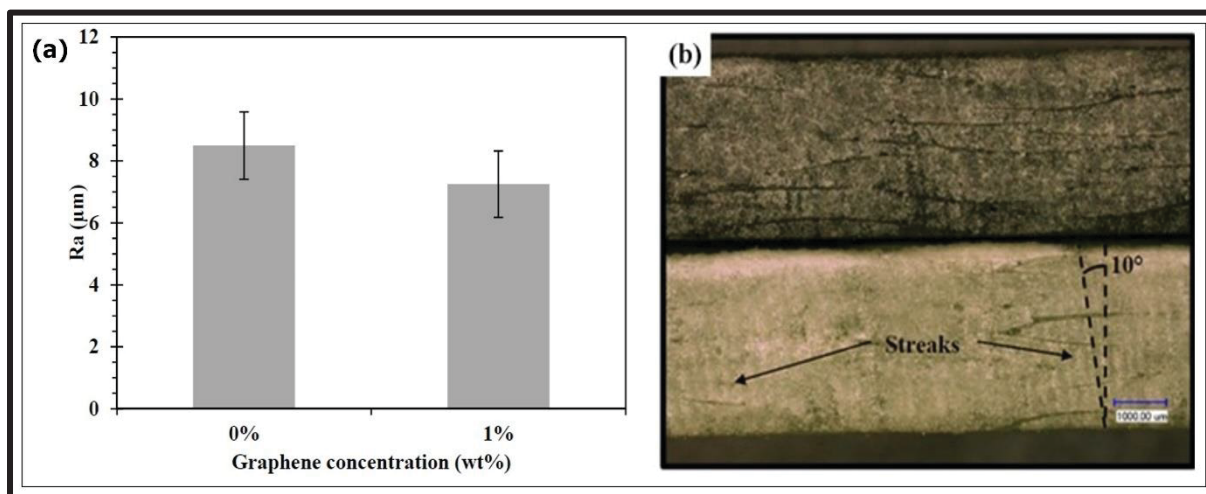 (a)
12
10
8
6
4
2
0
Ra (μm)
0%
1%
Graphene concentration (wt%)
(b)
10°
Streaks
1000.00 um